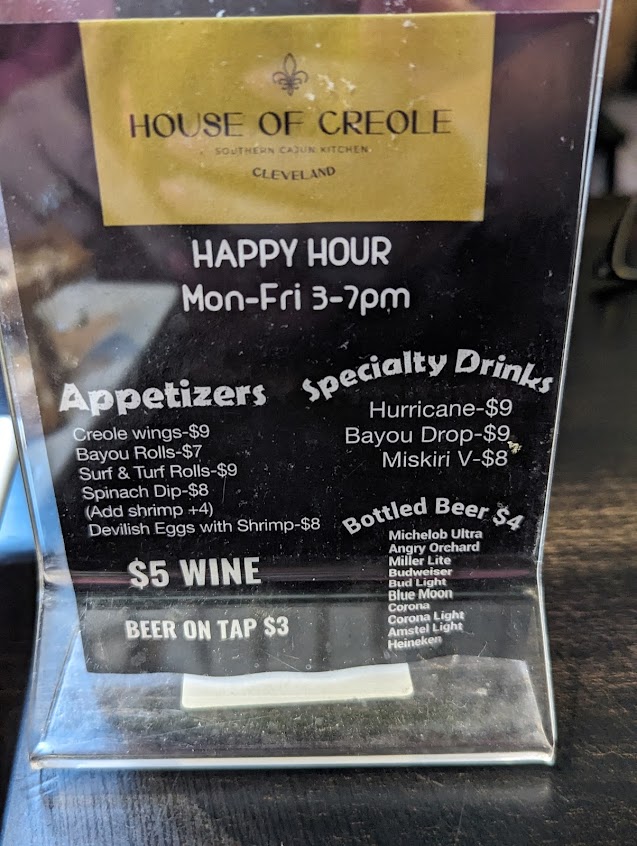 HOUSE OF CREOLE
SOUTHERN CAJUN KITCHEN
CLEVELAND
HAPPY HOUR
Mon-Fri 3-7pm
Appetizers
Creole wings-$9
Bayou Rolls-$7
Surf & Turf Rolls-$9
Spinach Dip-$8
(Add shrimp +4)
Devilish Eggs with Shrimp-$8
$5 WINE
BEER ON TAP $3
Specialty Drinks
Hurricane-$9
Bayou Drop-$9
Miskiri V-$8
Bottled Beer $4
Michelob Ultra
Angry Orchard
Miller Lite
Budweiser
Bud Light
Blue Moon
Corona
Corona Light
Amstel Light
Heineken